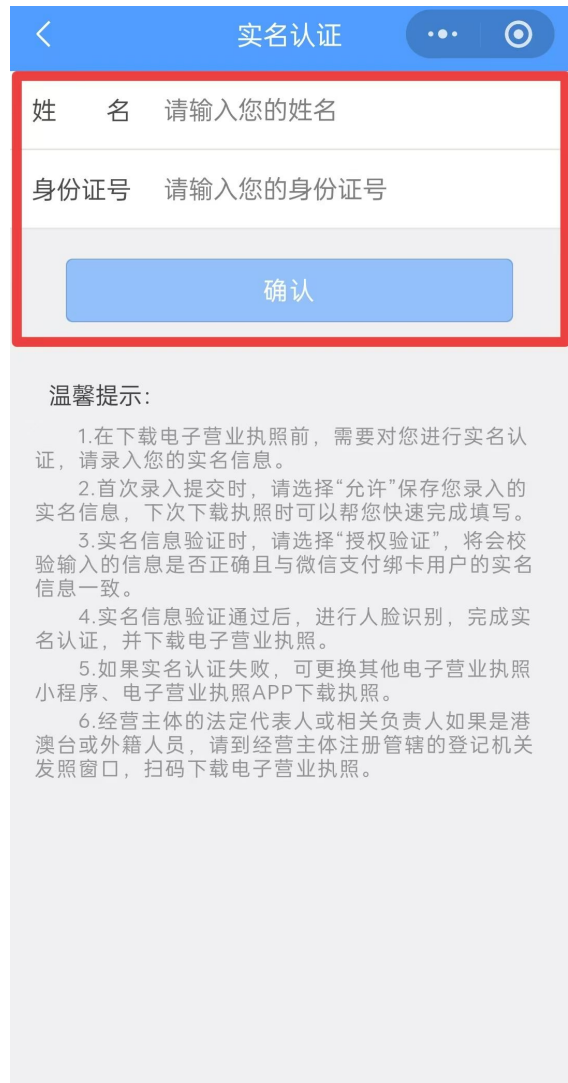 实名认证
姓 名 请输入您的姓名
身份证号 请输入您的身份证号
确认
温馨提示：
1.在下载电子营业执照前，需要对您进行实名认
证，请录入您的实名信息。
2.首次录入提交时，请选择“允许”保存您录入的
实名信息，下次下载执照时可以帮您快速完成填写。
3.实名信息验证时，请选择“授权验证”，将会校
验输入的信息是否正确且与微信支付绑卡用户的实名
信息一致。
4.实名信息验证通过后，进行人脸识别，完成实
名认证，并下载电子营业执照。
5.如果实名认证失败，可更换其他电子营业执照
小程序、电子营业执照APP下载执照。
6.经营主体的法定代表人或相关负责人如果是港
澳台或外籍人员，请到经营主体注册管辖的登记机关
发照窗口，扫码下载电子营业执照。